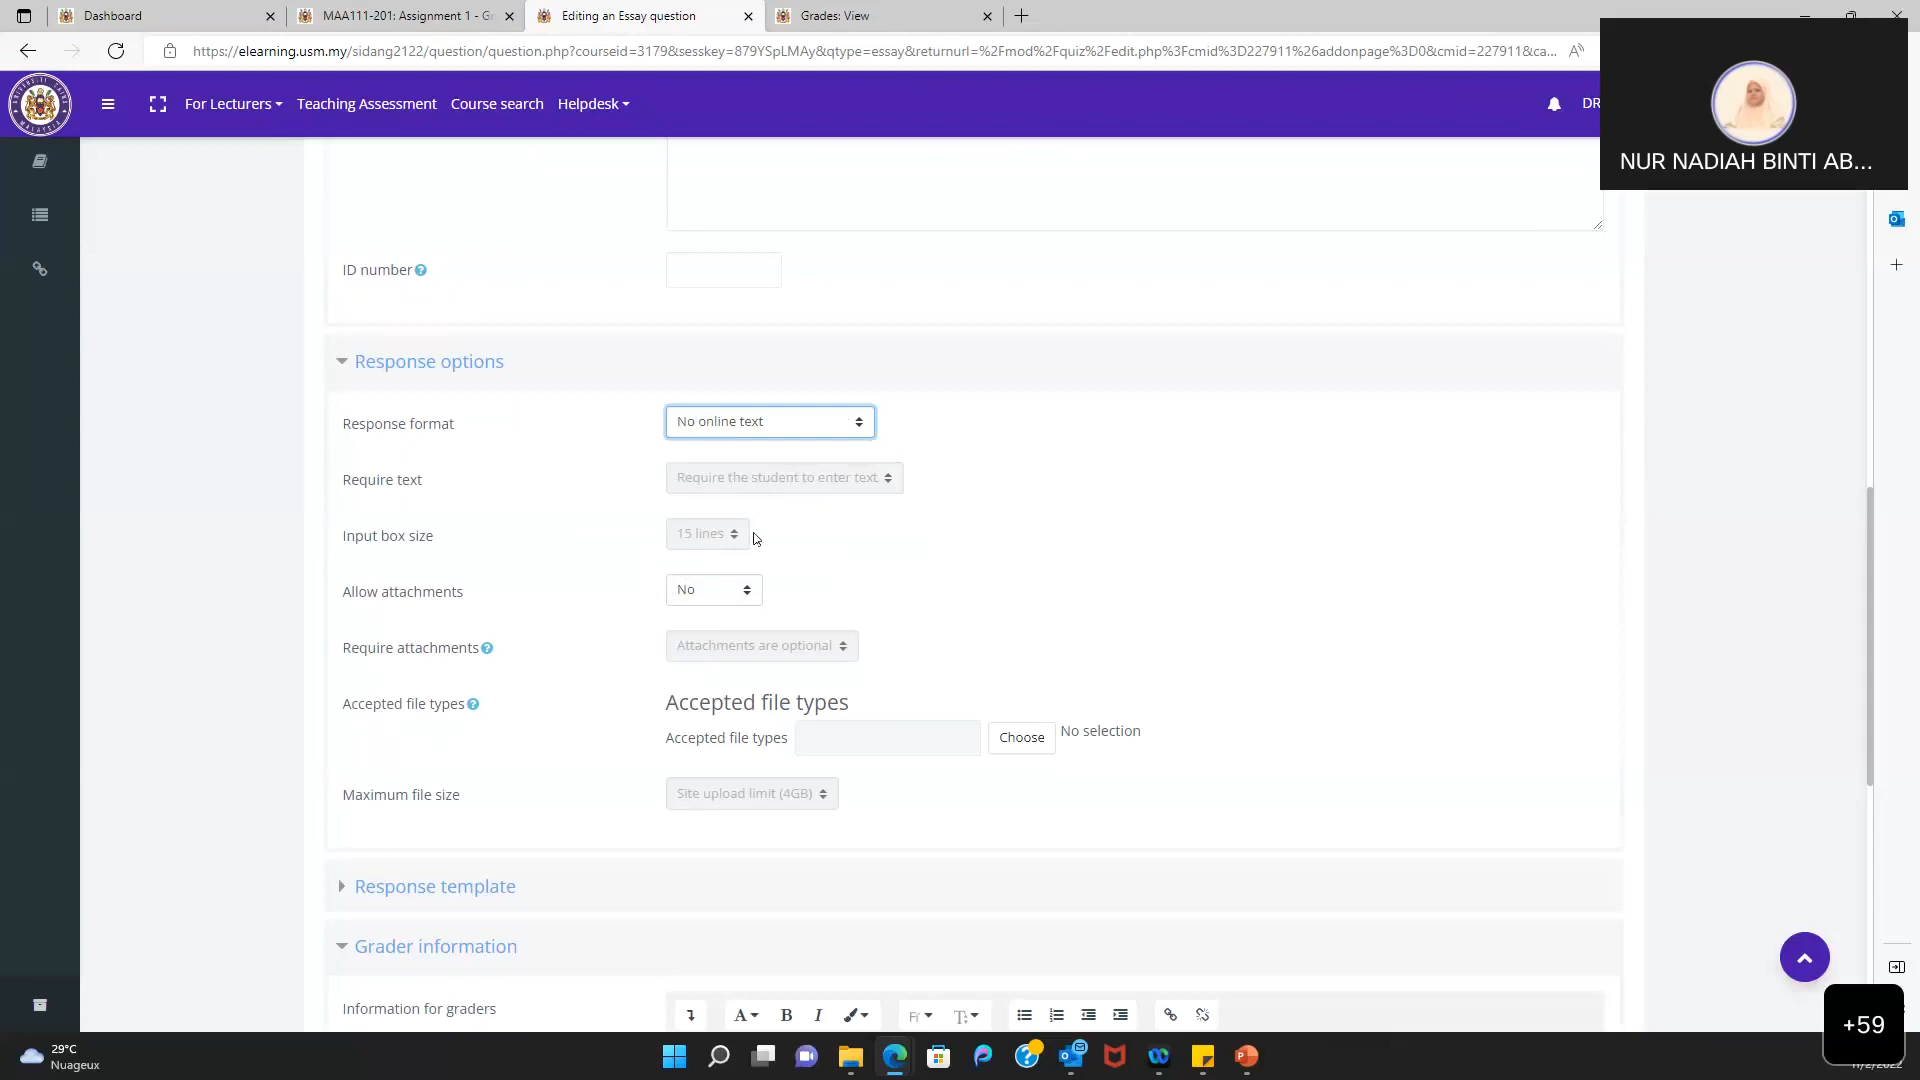 Dashboard
MAA111-201: Assignment 1 - Gr
Editing an Essay question
Grades: View
https://elearning.usm.my/sidang2122/question/question.php?courseid=3179&sesskey=879YSpLMAy&qtype=essay&returnurl=%2Fmod%2Fquiz%2Fedit.php%3Fcmid%3D227911%26addonpage%3D0&cmid=227911&ca...
For Lecturers
Teaching Assessment
Course search
Helpdesk
DR
NUR NADIAH BINTI AB...
ID number
Response options
Response format
No online text
Require text
Require the student to enter text
Input box size
15 lines
Allow attachments
No
Require attachments
Attachments are optional
Accepted file types
Accepted file types
Accepted file types
Choose
No selection
Maximum file size
Site upload limit (4GB)
Response template
Grader information
Information for graders
+59
29°C
Nuageux